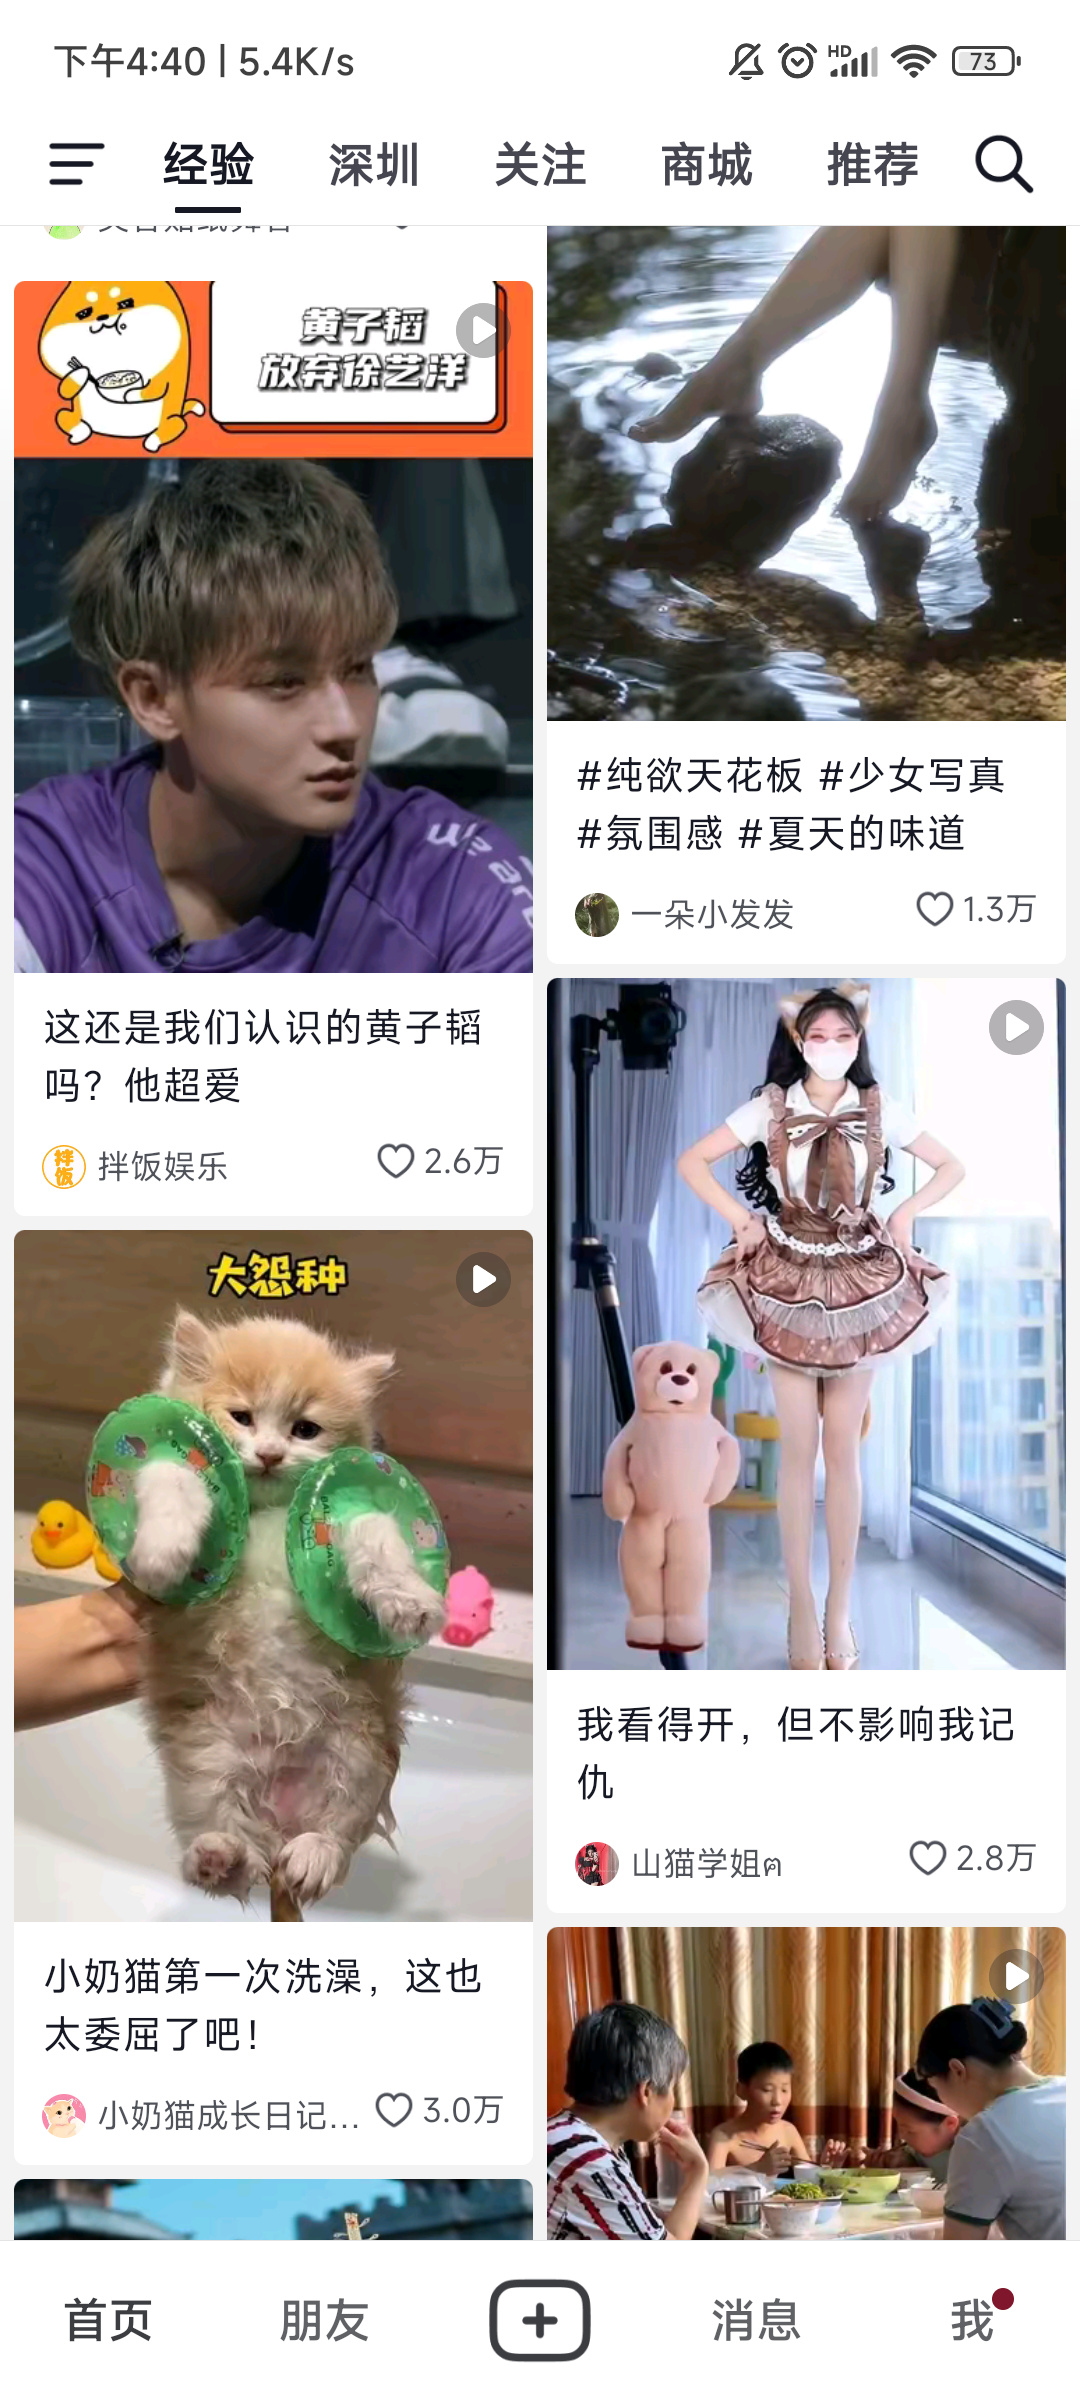 下午4:40 | 5.4K/s
HD
73
经验
深圳
关注
商城
推荐
黄子韬
放弃徐艺洋
we are
这还是我们认识的黄子韬
吗？他超爱
拌饭
拌饭娱乐
2.6万
#纯欲天花板 #少女写真
#氛围感 #夏天的味道
一朵小发发
1.3万
大怨种
小奶猫第一次洗澡，这也
太委屈了吧！
小奶猫成长日记...
3.0万
我看得开，但不影响我记
仇
山猫学姐ฅ
2.8万
首页
朋友
消息
我